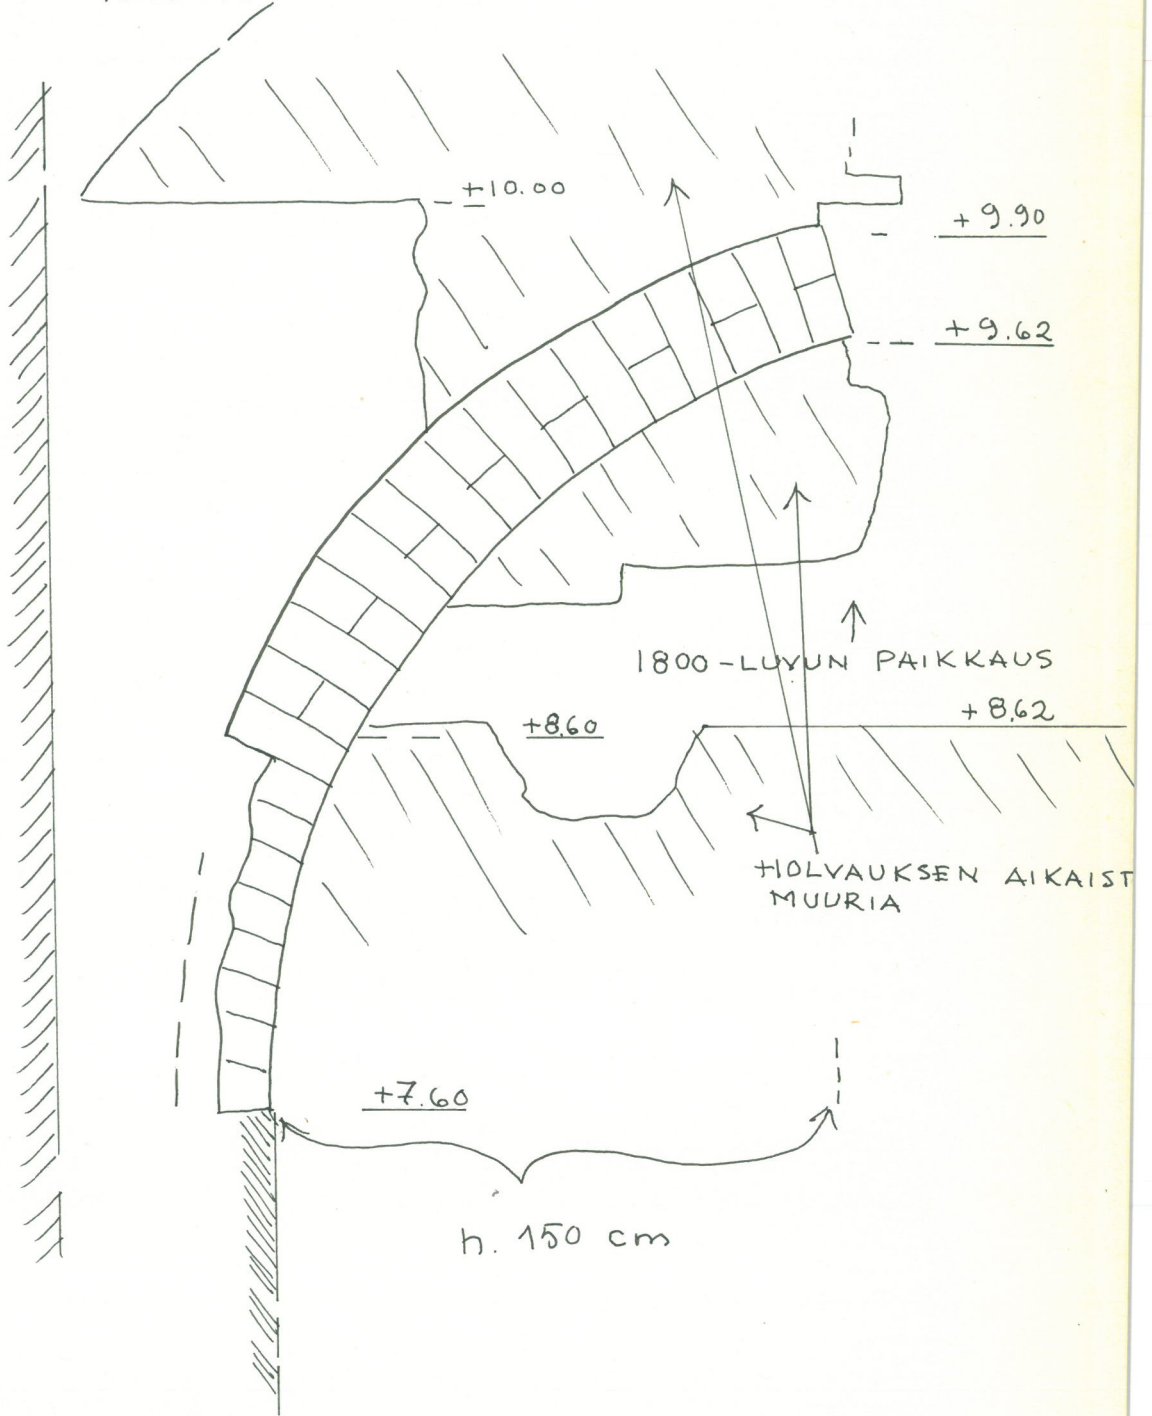 ±10.00
+9.90
+9.62
1800-LUVUN PAIKKAUS
+8,62
+8,60
HOLVAUKSEN AIKAIST
MUURIA
+7.60
h. 150 cm